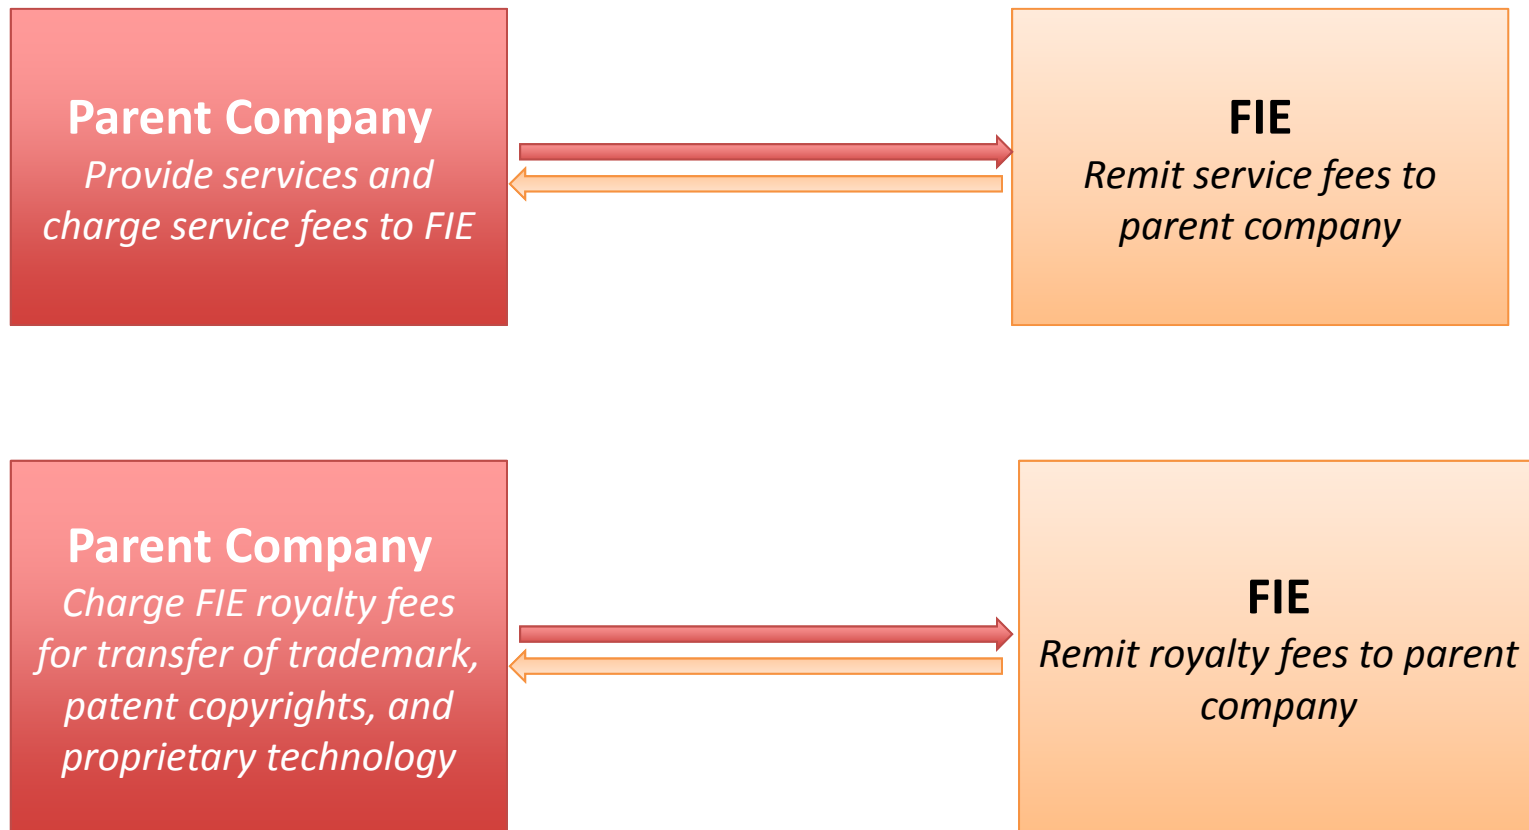 Parent Company
Provide services and
charge service fees to FIE
FIE
Remit service fees to
parent company
Parent Company
Charge FIE royalty fees
for transfer of trademark,
patent copyrights, and
proprietary technology
FIE
Remit royalty fees to parent
company